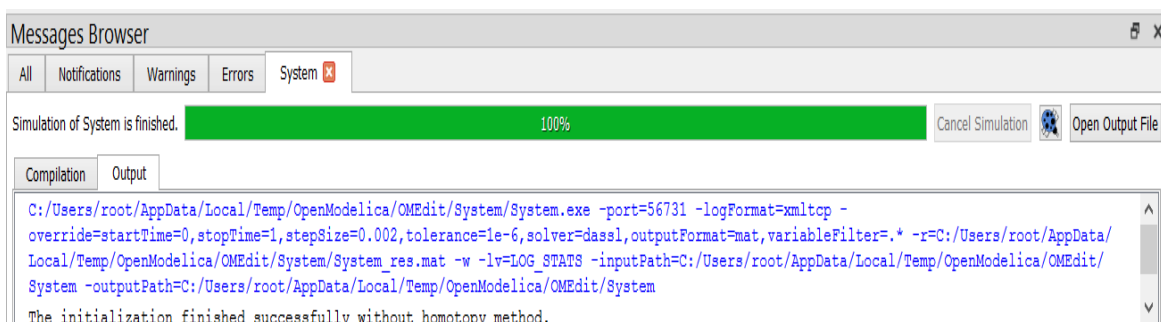 Messages Browser
All Notifications Warnings Errors System
Simulation of System is finished. 100% Cancel Simulation Open Output File
Compilation Output
C:/Users/root/AppData/Local/Temp/OpenModelica/OMEdit/System/System.exe -port=56731 -logFormat=xmltcp -
override=startTime=0,stopTime=1,stepSize=0.002,tolerance=1e-6,solver=dassl,outputFormat=mat,variableFilter=.* -r=C:/Users/root/AppData/
Local/Temp/OpenModelica/OMEdit/System/System_res.mat -w -lv=LOG_STATS -inputPath=C:/Users/root/AppData/Local/Temp/OpenModelica/OMEdit/
System -outputPath=C:/Users/root/AppData/Local/Temp/OpenModelica/OMEdit/System
The initialization finished successfully without homotopy method.